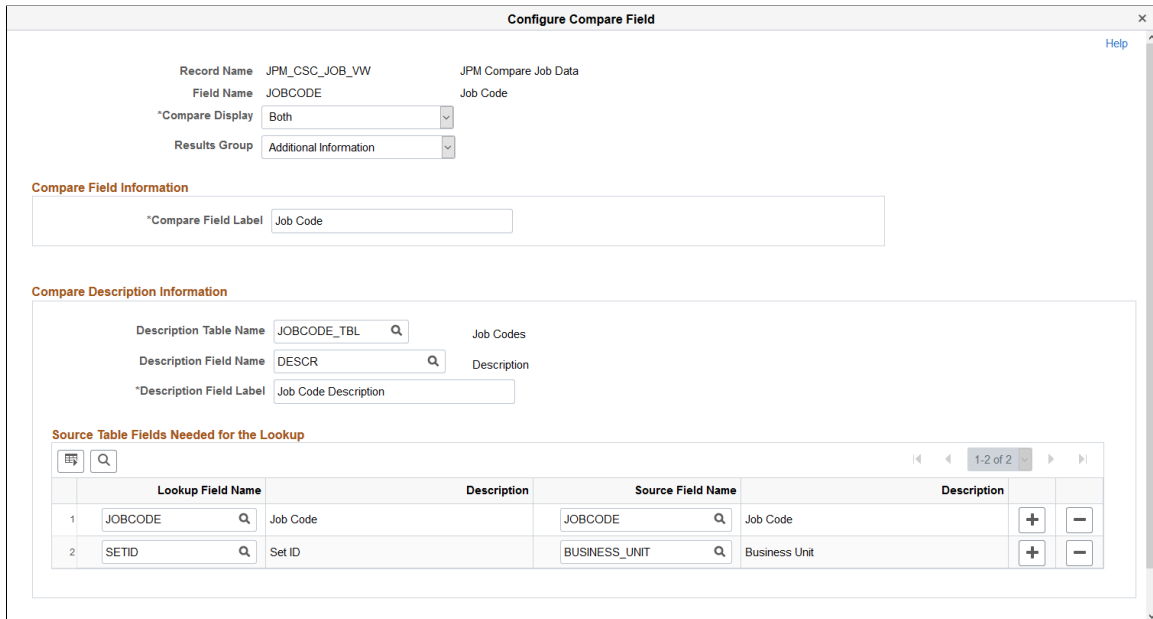 Configure Compare Field ×
Help
Record Name JPM_CSC_JOB_VW JPM Compare Job Data
Field Name JOBCODE Job Code
*Compare Display Both
Results Group Additional Information
Compare Field Information
*Compare Field Label Job Code
Compare Description Information
Description Table Name JOBCODE_TBL Job Codes
Description Field Name DESCR Description
*Description Field Label Job Code Description
Source Table Fields Needed for the Lookup
1-2 of 2
Lookup Field Name Description Source Field Name Description
1 JOBCODE Job Code JOBCODE Job Code + −
2 SETID Set ID BUSINESS_UNIT Business Unit + −